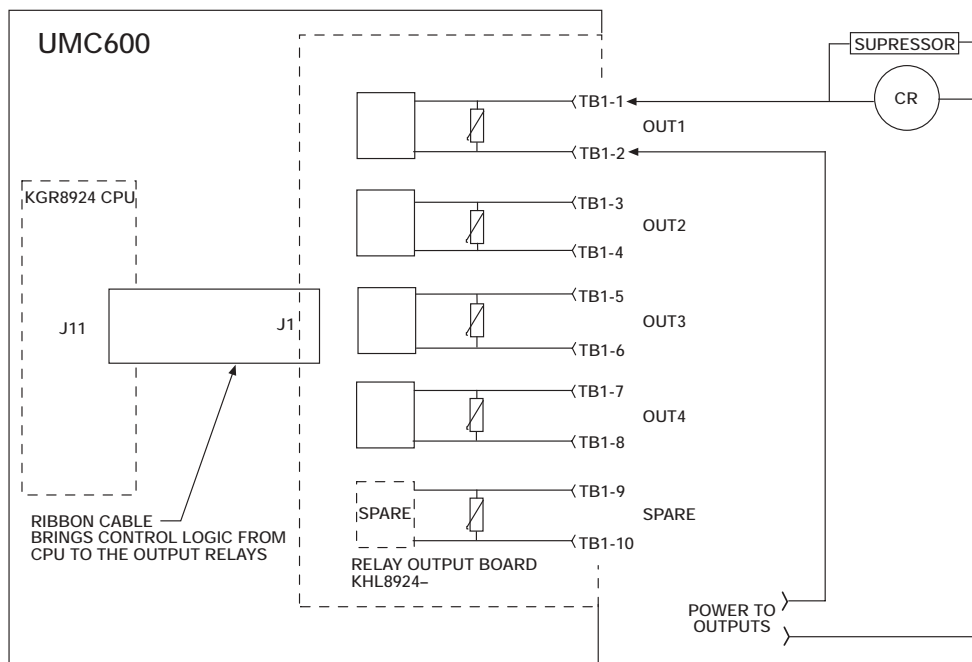 UMC600
SUPRESSOR
CR
TB1-1
OUT1
TB1-2
KGR8924 CPU
TB1-3
OUT2
TB1-4
J11
J1
TB1-5
OUT3
TB1-6
TB1-7
OUT4
TB1-8
SPARE
TB1-9
SPARE
TB1-10
RIBBON CABLE
BRINGS CONTROL LOGIC FROM
CPU TO THE OUTPUT RELAYS
RELAY OUTPUT BOARD
KHL8924–
POWER TO
OUTPUTS